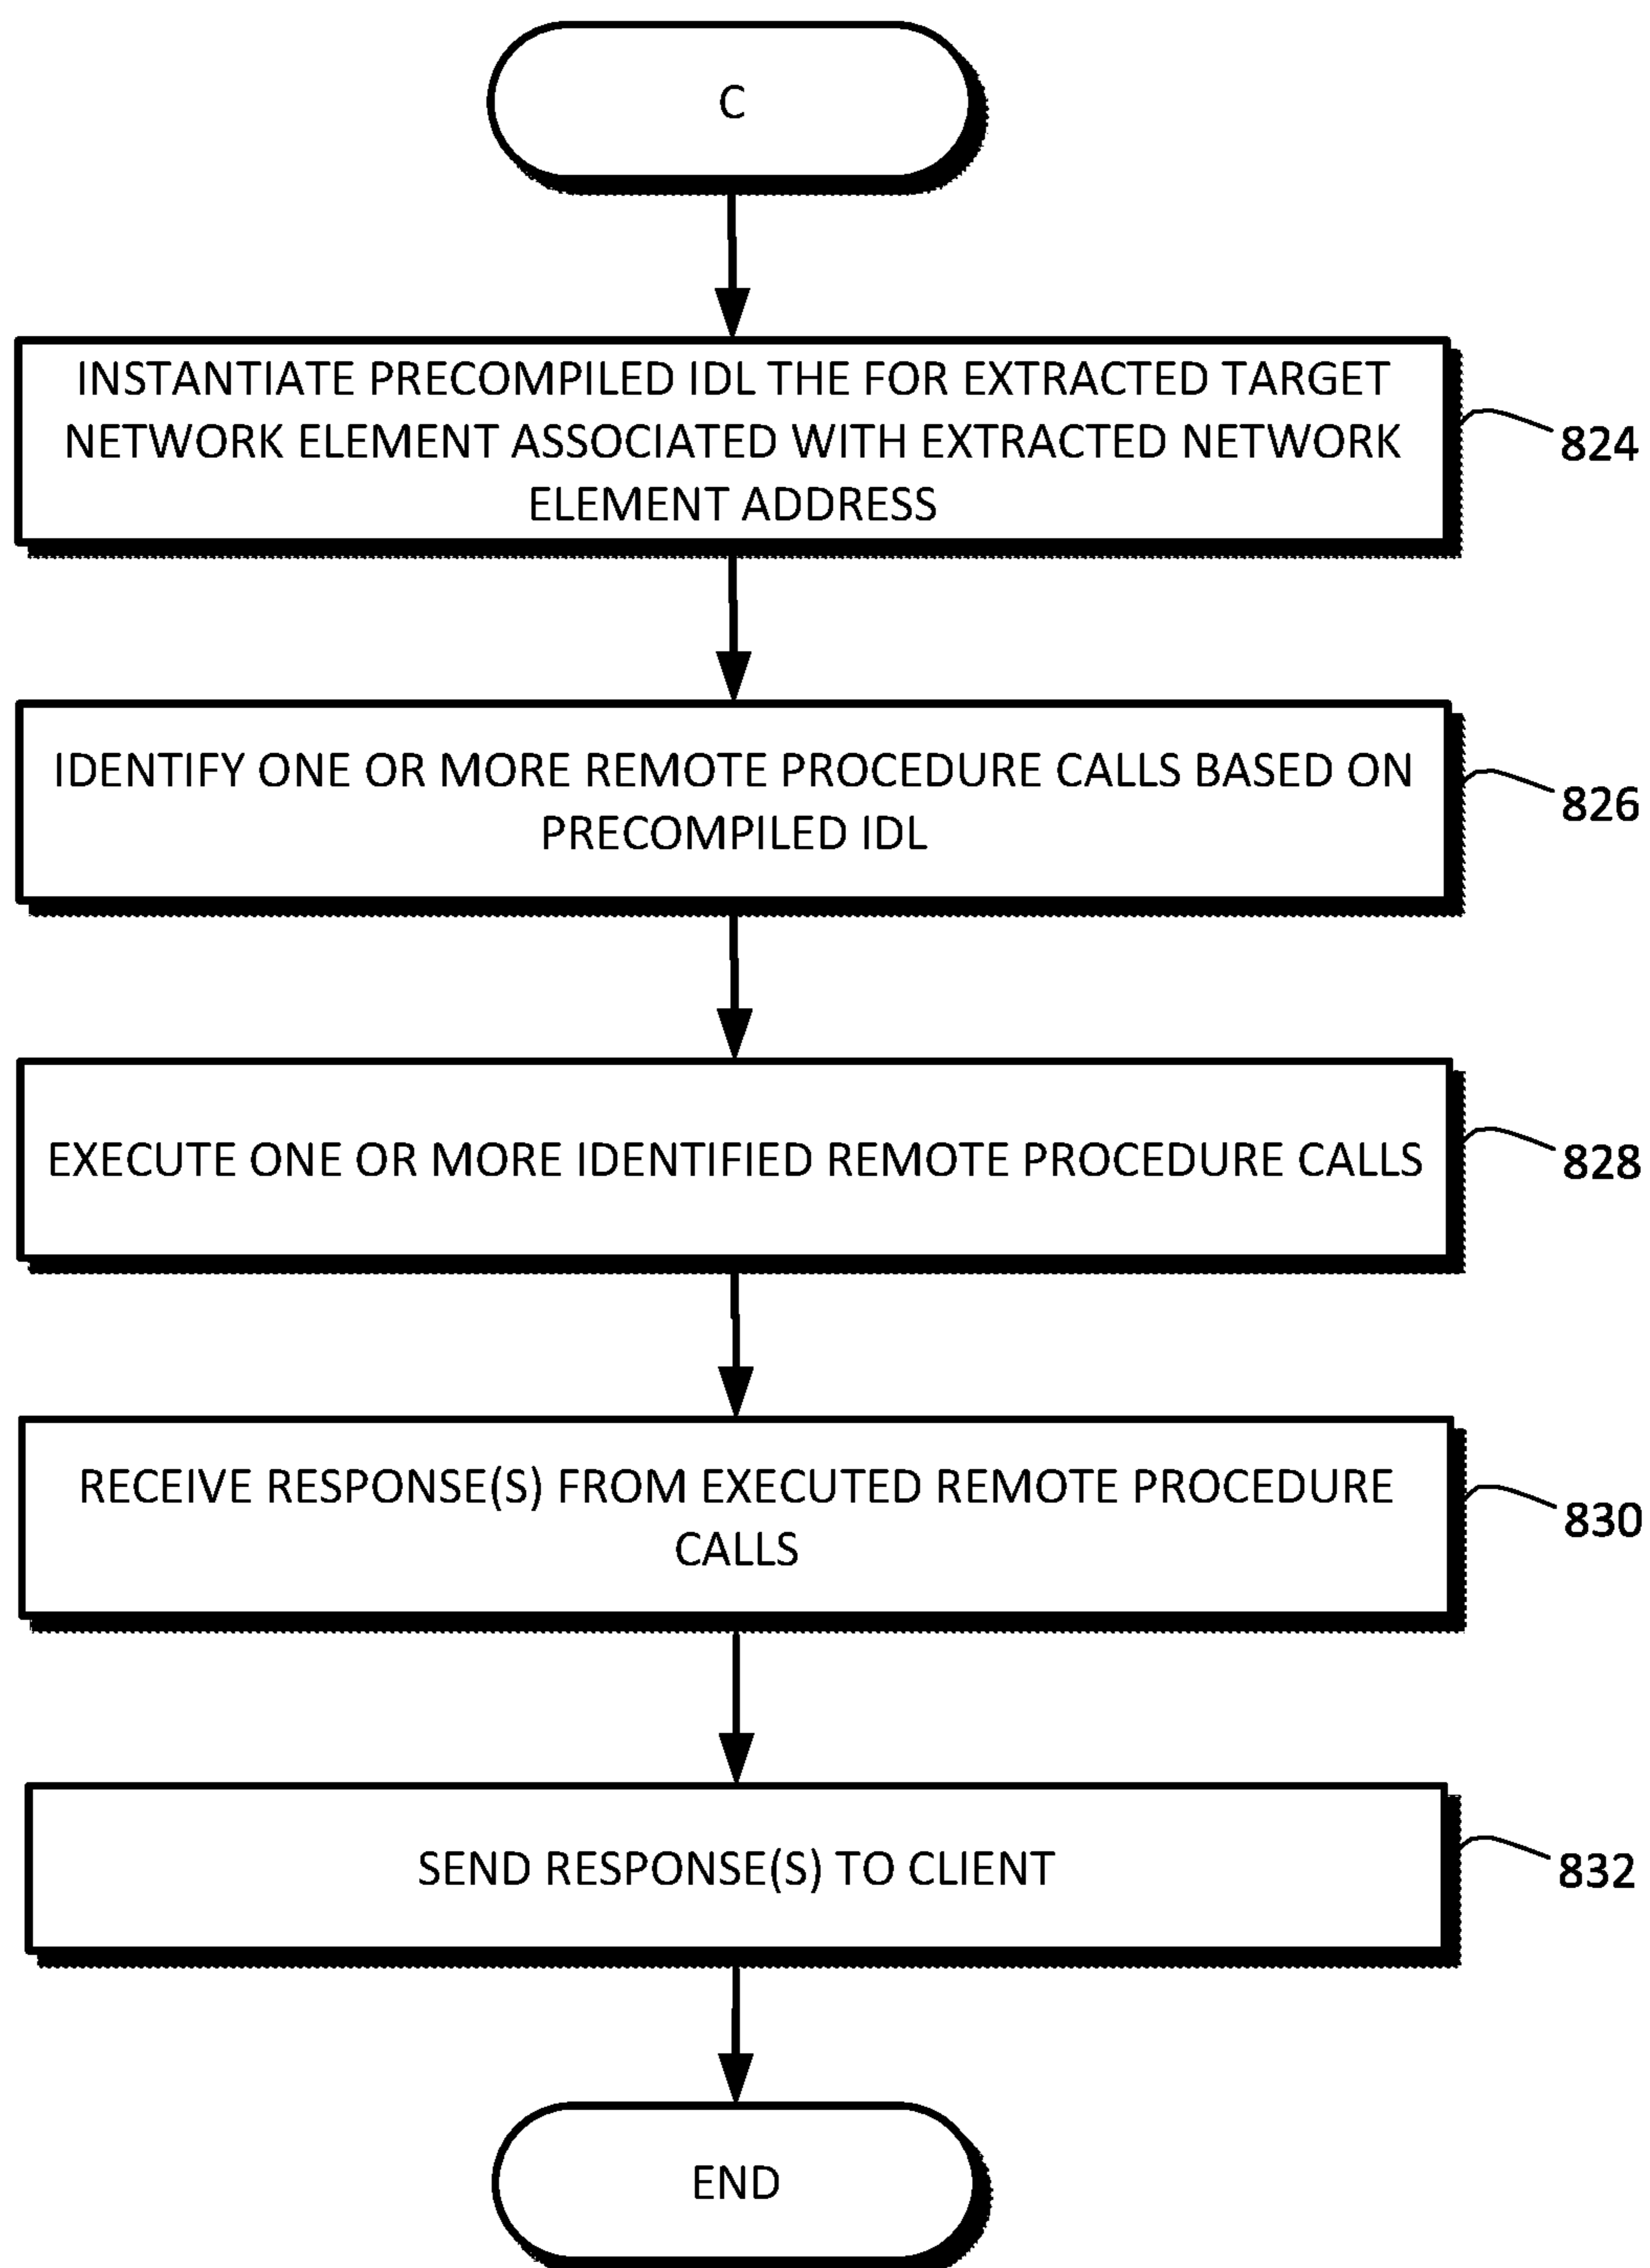 C
INSTANTIATE PRECOMPILED IDL THE FOR EXTRACTED TARGET
NETWORK ELEMENT ASSOCIATED WITH EXTRACTED NETWORK
ELEMENT ADDRESS
824
IDENTIFY ONE OR MORE REMOTE PROCEDURE CALLS BASED ON
PRECOMPILED IDL
826
EXECUTE ONE OR MORE IDENTIFIED REMOTE PROCEDURE CALLS
828
RECEIVE RESPONSE(S) FROM EXECUTED REMOTE PROCEDURE
CALLS
830
SEND RESPONSE(S) TO CLIENT
832
END